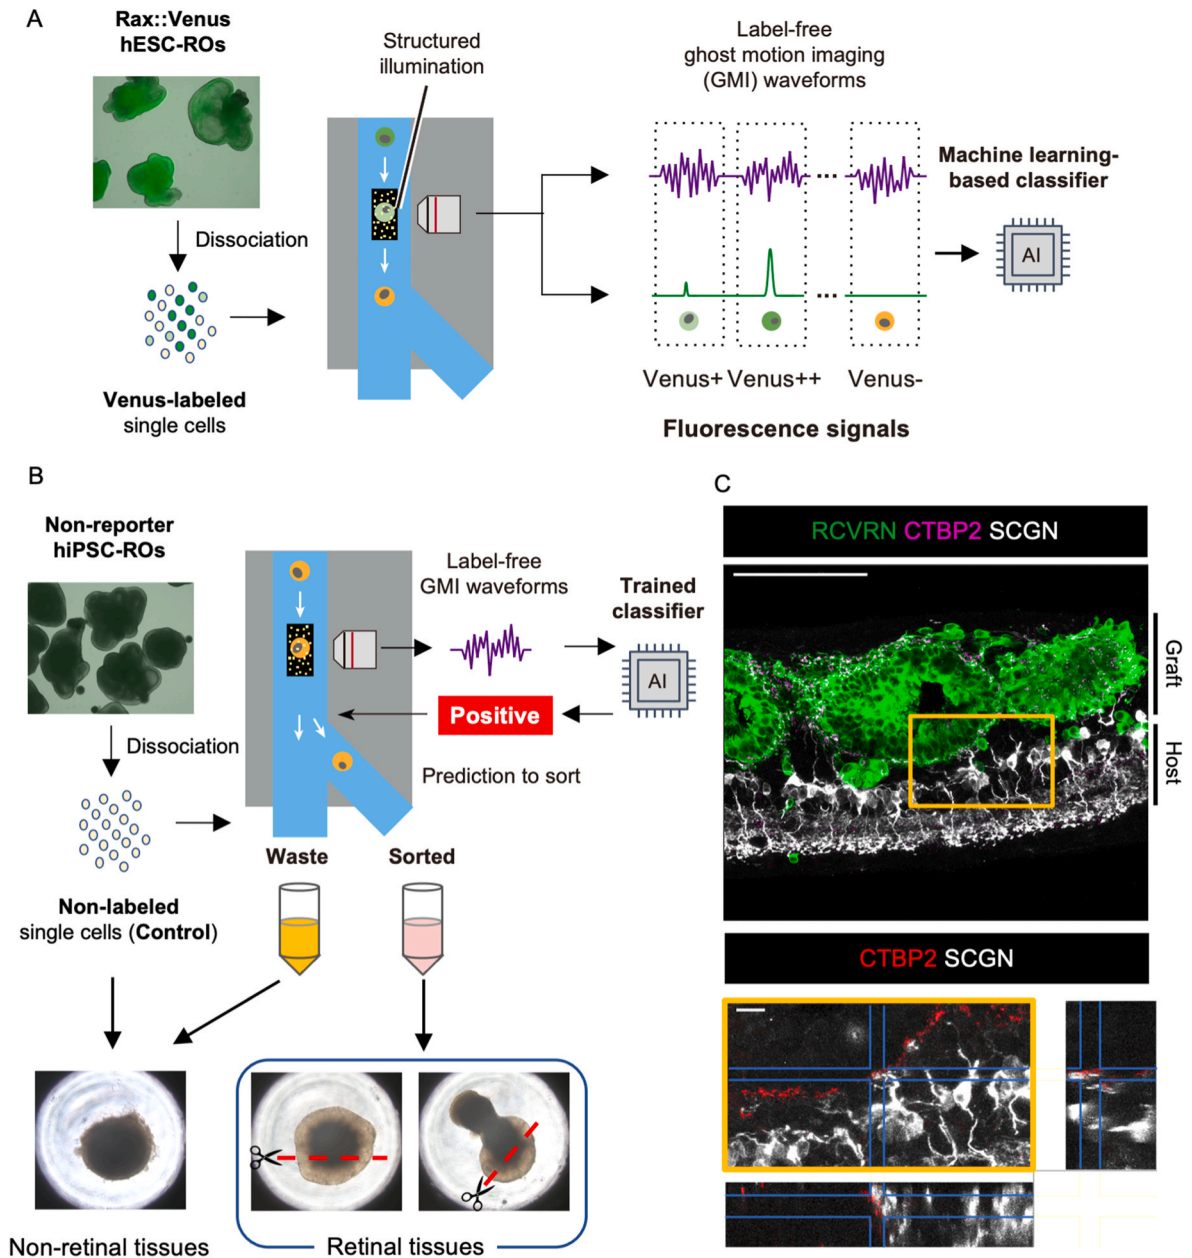 A
Rax::Venus
hESC-ROs
Dissociation
Venus-labeled
single cells
Structured
illumination
Label-free
ghost motion imaging
(GMI) waveforms
...
...
Venus+ Venus++ Venus-
Fluorescence signals
Machine learning-
based classifier
AI
B
Non-reporter
hiPSC-ROs
Dissociation
Non-labeled
single cells (Control)
Label-free
GMI waveforms
Trained
classifier
AI
Positive
Prediction to sort
Waste
Sorted
Non-retinal tissues
Retinal tissues
C
RCVRN CTBP2 SCGN
Graft
Host
CTBP2 SCGN